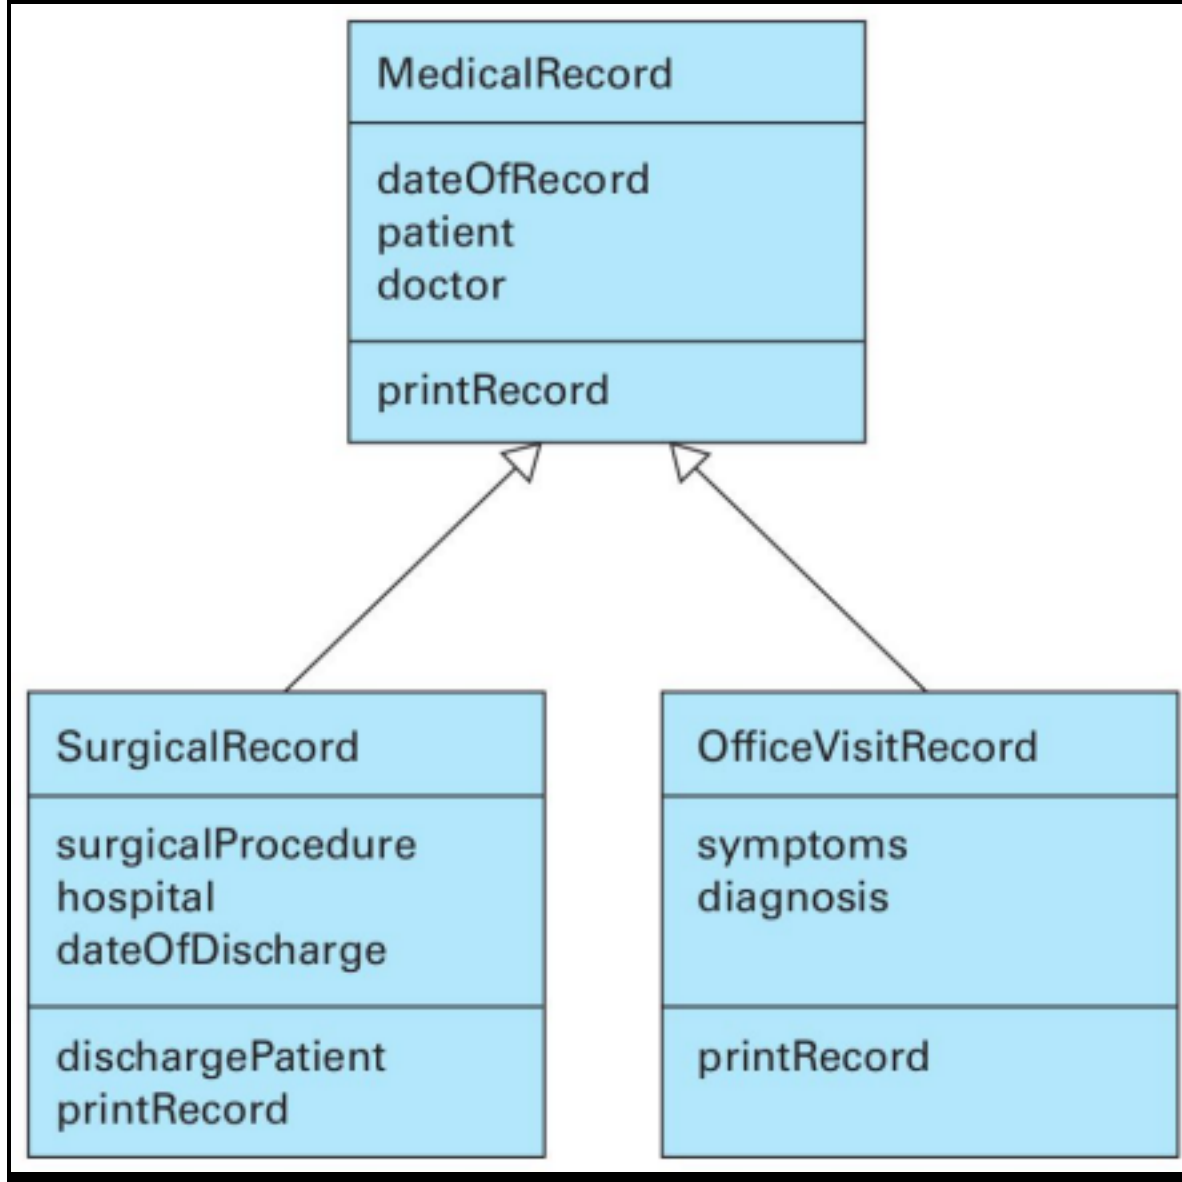 MedicalRecord
dateOfRecord
patient
doctor
printRecord
SurgicalRecord
surgicalProcedure
hospital
dateOfDischarge
dischargePatient
printRecord
OfficeVisitRecord
symptoms
diagnosis
printRecord